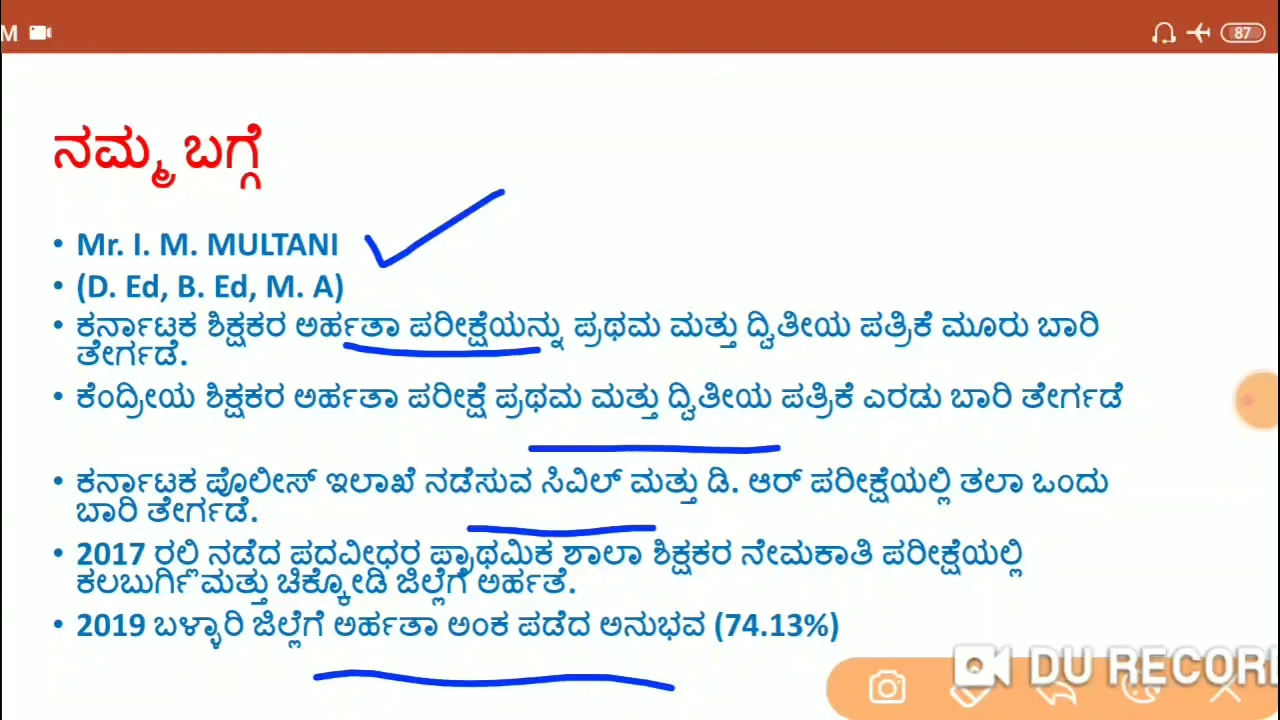 M
87
ನಮ್ಮ ಬಗ್ಗೆ
• Mr. I. M. MULTANI
• (D. Ed, B. Ed, M. A)
• ಕರ್ನಾಟಕ ಶಿಕ್ಷಕರ ಅರ್ಹತಾ ಪರೀಕ್ಷೆಯನ್ನು ಪ್ರಥಮ ಮತ್ತು ದ್ವಿತೀಯ ಪತ್ರಿಕೆ ಮೂರು ಬಾರಿ
ತೇರ್ಗಡೆ.
• ಕೆಂದ್ರೀಯ ಶಿಕ್ಷಕರ ಅರ್ಹತಾ ಪರೀಕ್ಷೆ ಪ್ರಥಮ ಮತ್ತು ದ್ವಿತೀಯ ಪತ್ರಿಕೆ ಎರಡು ಬಾರಿ ತೇರ್ಗಡೆ
• ಕರ್ನಾಟಕ ಪೊಲೀಸ್ ಇಲಾಖೆ ನಡೆಸುವ ಸಿವಿಲ್ ಮತ್ತು ಡಿ. ಆರ್ ಪರೀಕ್ಷೆಯಲ್ಲಿ ತಲಾ ಒಂದು
ಬಾರಿ ತೇರ್ಗಡೆ.
• 2017 ರಲ್ಲಿ ನಡೆದ ಪದವೀಧರ ಪ್ರಾಥಮಿಕ ಶಾಲಾ ಶಿಕ್ಷಕರ ನೇಮಕಾತಿ ಪರೀಕ್ಷೆಯಲ್ಲಿ
ಕಲಬುರ್ಗಿ ಮತ್ತು ಚಿಕ್ಕೋಡಿ ಜಿಲ್ಲೆಗೆ ಅರ್ಹತೆ.
• 2019 ಬಳ್ಳಾರಿ ಜಿಲ್ಲೆಗೆ ಅರ್ಹತಾ ಅಂಕ ಪಡೆದ ಅನುಭವ (74.13%)
DU RECOR